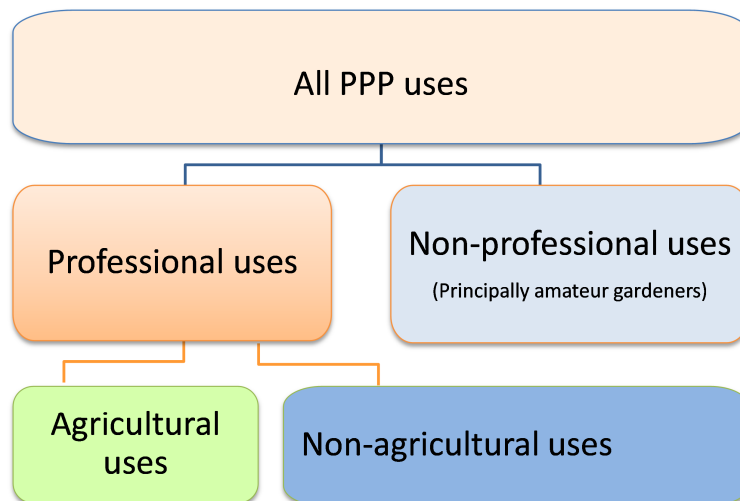 All PPP uses
Professional uses
Non-professional uses
(Principally amateur gardeners)
Agricultural
uses
Non-agricultural uses